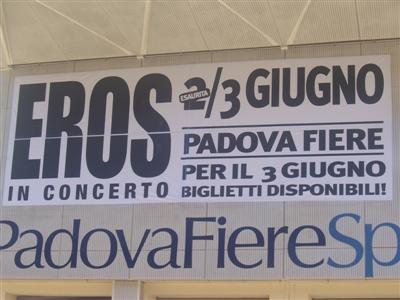 EROS
IN CONCERTO
ESAURITA
2/3 GIUGNO
PADOVA FIERE
PER IL 3 GIUGNO
BIGLIETTI DISPONIBILI!
PadovaFiereSp